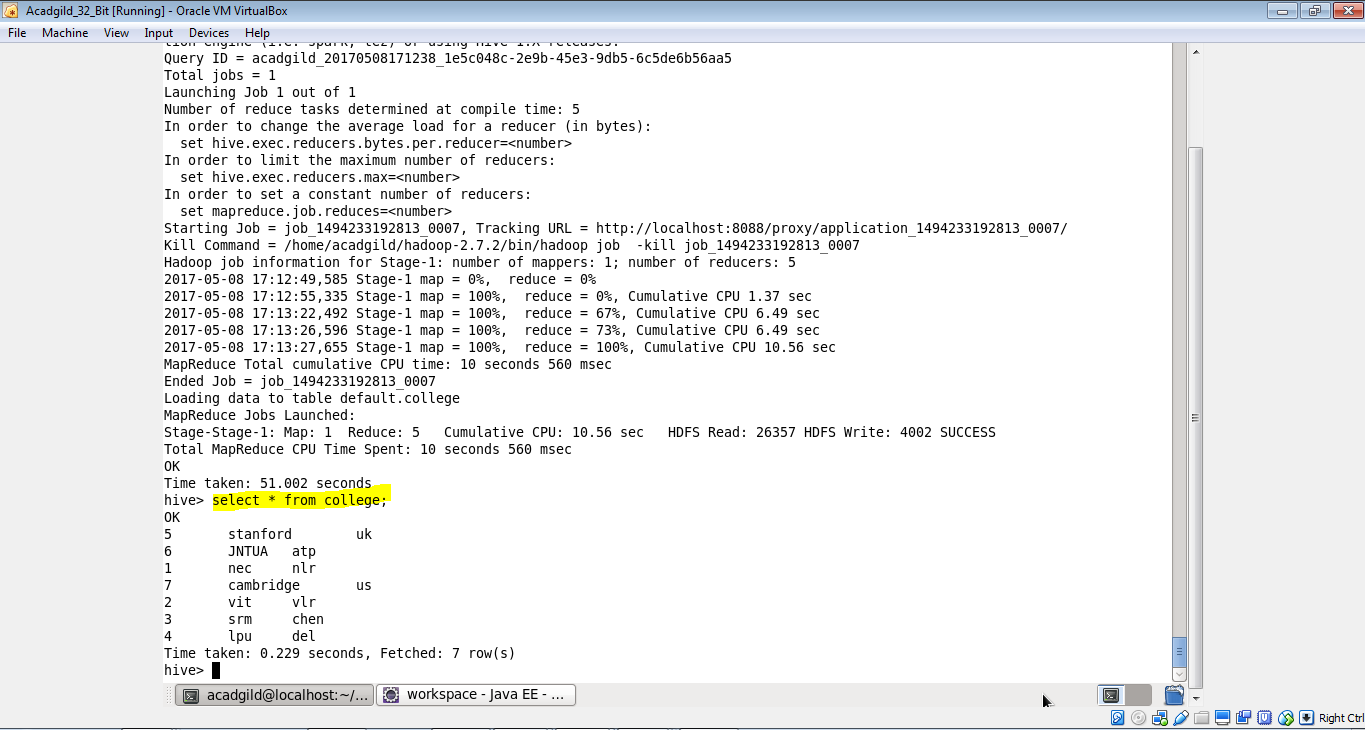 Acadgild_32_Bit [Running] - Oracle VM VirtualBox
File Machine View Input Devices Help
tion engine (i.e. spark, tez) or using Hive 1.X releases.
Query ID = acadgild_20170508171238_1e5c048c-2e9b-45e3-9db5-6c5de6b56aa5
Total jobs = 1
Launching Job 1 out of 1
Number of reduce tasks determined at compile time: 5
In order to change the average load for a reducer (in bytes):
  set hive.exec.reducers.bytes.per.reducer=<number>
In order to limit the maximum number of reducers:
  set hive.exec.reducers.max=<number>
In order to set a constant number of reducers:
  set mapreduce.job.reduces=<number>
Starting Job = job_1494233192813_0007, Tracking URL = http://localhost:8088/proxy/application_1494233192813_0007/
Kill Command = /home/acadgild/hadoop-2.7.2/bin/hadoop job  -kill job_1494233192813_0007
Hadoop job information for Stage-1: number of mappers: 1; number of reducers: 5
2017-05-08 17:12:49,585 Stage-1 map = 0%,  reduce = 0%
2017-05-08 17:12:55,335 Stage-1 map = 100%,  reduce = 0%, Cumulative CPU 1.37 sec
2017-05-08 17:13:22,492 Stage-1 map = 100%,  reduce = 67%, Cumulative CPU 6.49 sec
2017-05-08 17:13:26,596 Stage-1 map = 100%,  reduce = 73%, Cumulative CPU 6.49 sec
2017-05-08 17:13:27,655 Stage-1 map = 100%,  reduce = 100%, Cumulative CPU 10.56 sec
MapReduce Total cumulative CPU time: 10 seconds 560 msec
Ended Job = job_1494233192813_0007
Loading data to table default.college
MapReduce Jobs Launched:
Stage-Stage-1: Map: 1  Reduce: 5   Cumulative CPU: 10.56 sec   HDFS Read: 26357 HDFS Write: 4002 SUCCESS
Total MapReduce CPU Time Spent: 10 seconds 560 msec
OK
Time taken: 51.002 seconds
hive> select * from college;
OK
5 stanford uk
6 JNTUA atp
1 nec nlr
7 cambridge us
2 vit vlr
3 srm chen
4 lpu del
Time taken: 0.229 seconds, Fetched: 7 row(s)
hive>
acadgild@localhost:~/... workspace - Java EE - ...
Right Ctrl